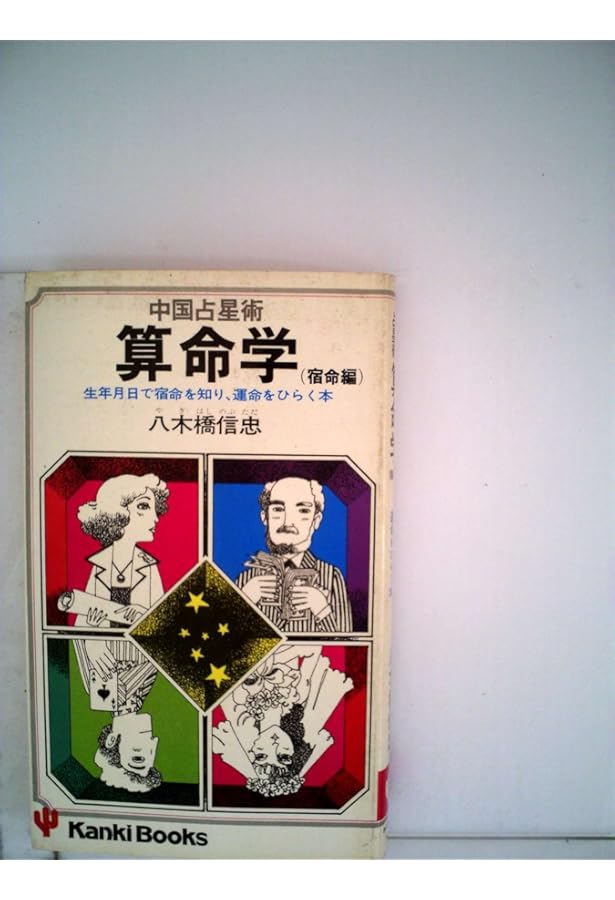 中国占星術
算命学(宿命編)
生年月日で宿命を知り、運命をひらく本
や ぎ はし のぶ ただ
八木橋信忠
A
Kanki Books